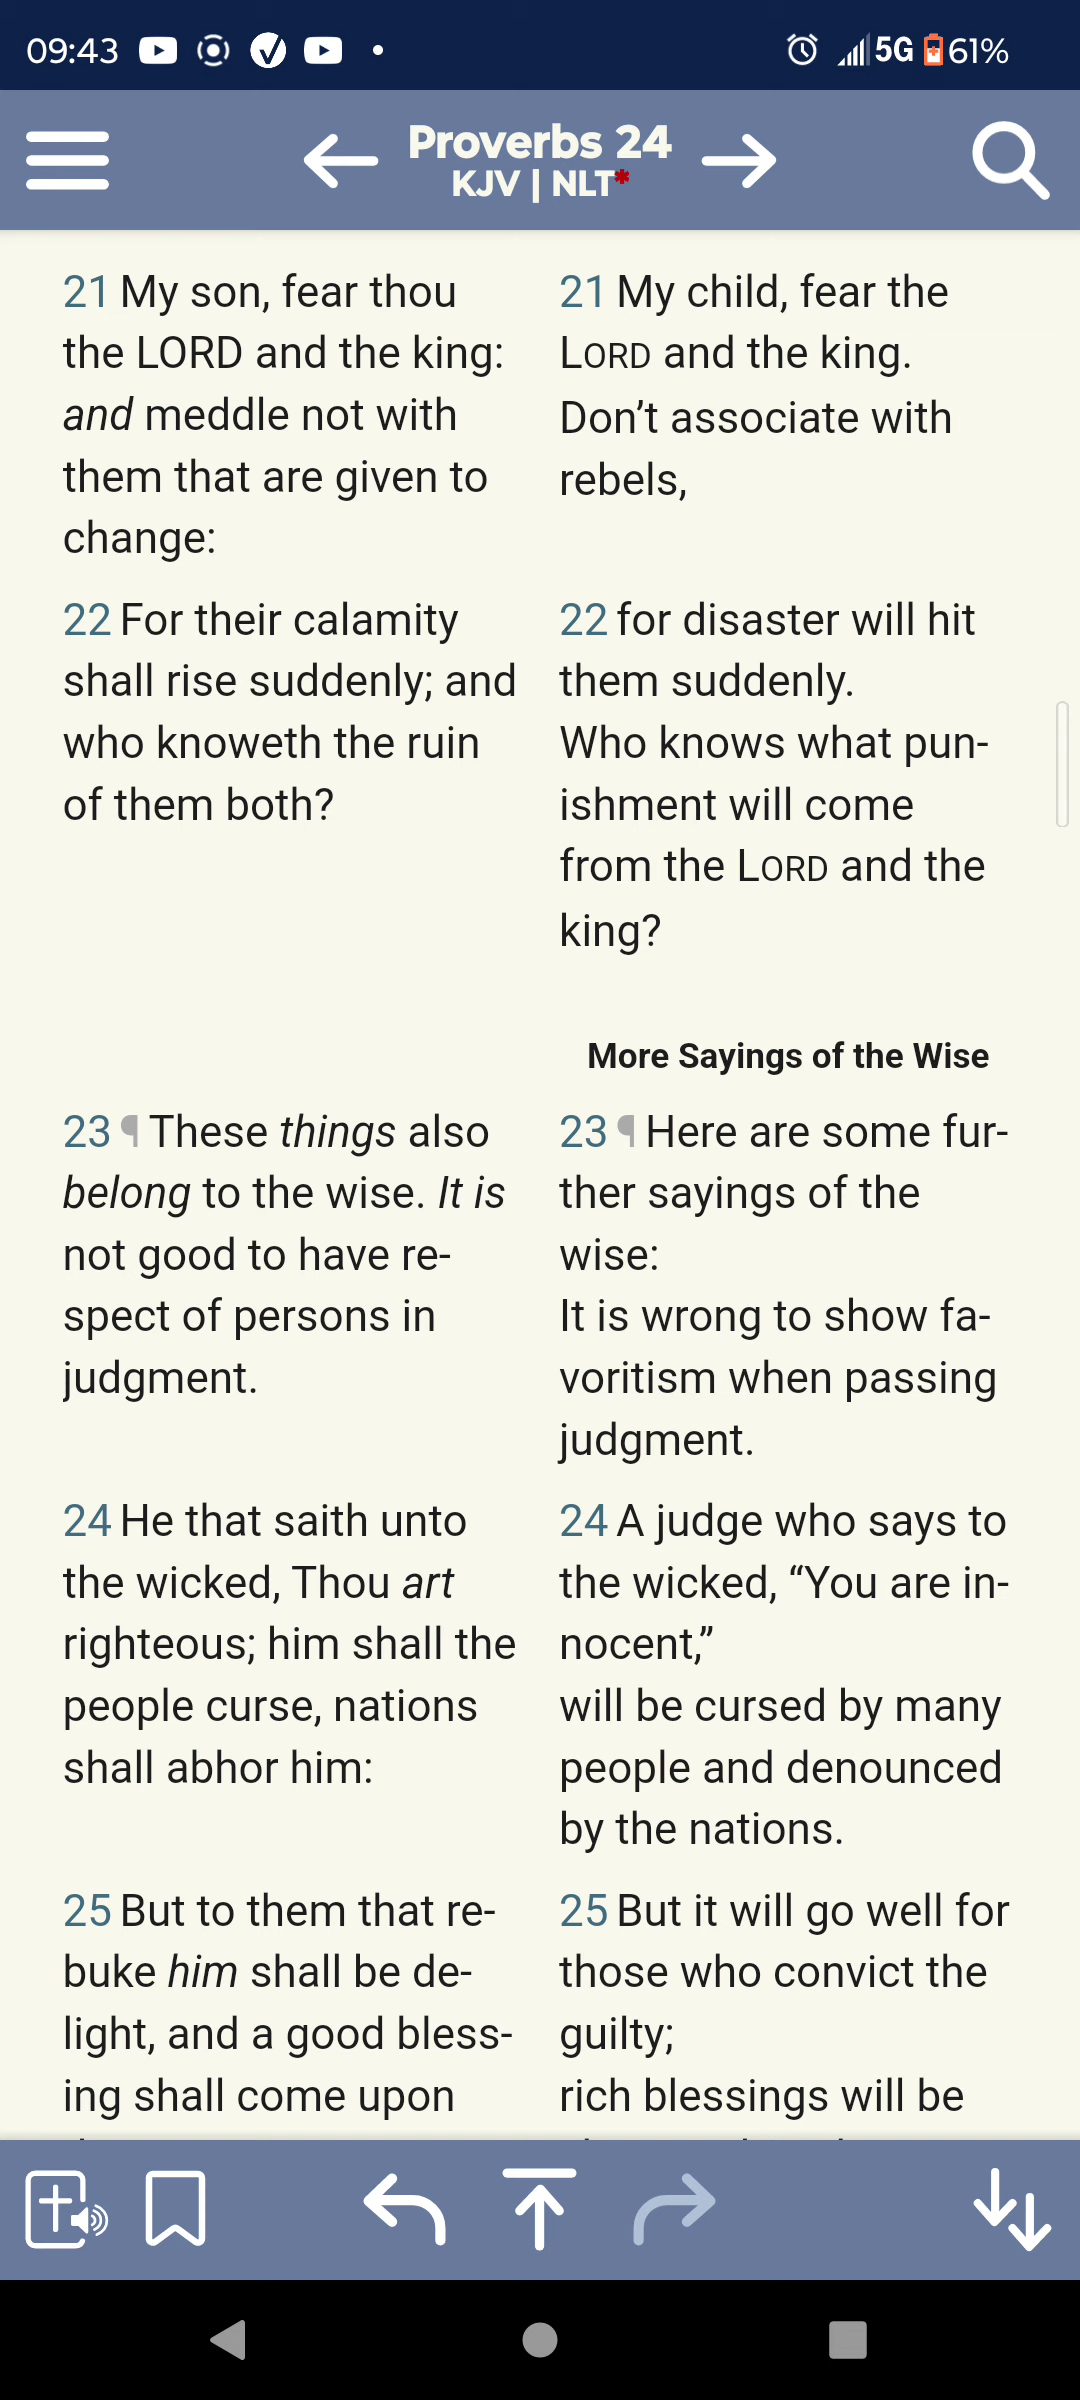 09:43
5G 61%
Proverbs 24
KJV | NLT*
21 My son, fear thou
the LORD and the king:
and meddle not with
them that are given to
change:
22 For their calamity
shall rise suddenly; and
who knoweth the ruin
of them both?
23 ¶ These things also
belong to the wise. It is
not good to have re-
spect of persons in
judgment.
24 He that saith unto
the wicked, Thou art
righteous; him shall the
people curse, nations
shall abhor him:
25 But to them that re-
buke him shall be de-
light, and a good bless-
ing shall come upon
21 My child, fear the
LORD and the king.
Don’t associate with
rebels,
22 for disaster will hit
them suddenly.
Who knows what pun-
ishment will come
from the LORD and the
king?
More Sayings of the Wise
23 ¶ Here are some fur-
ther sayings of the
wise:
It is wrong to show fa-
voritism when passing
judgment.
24 A judge who says to
the wicked, “You are in-
nocent,”
will be cursed by many
people and denounced
by the nations.
25 But it will go well for
those who convict the
guilty;
rich blessings will be